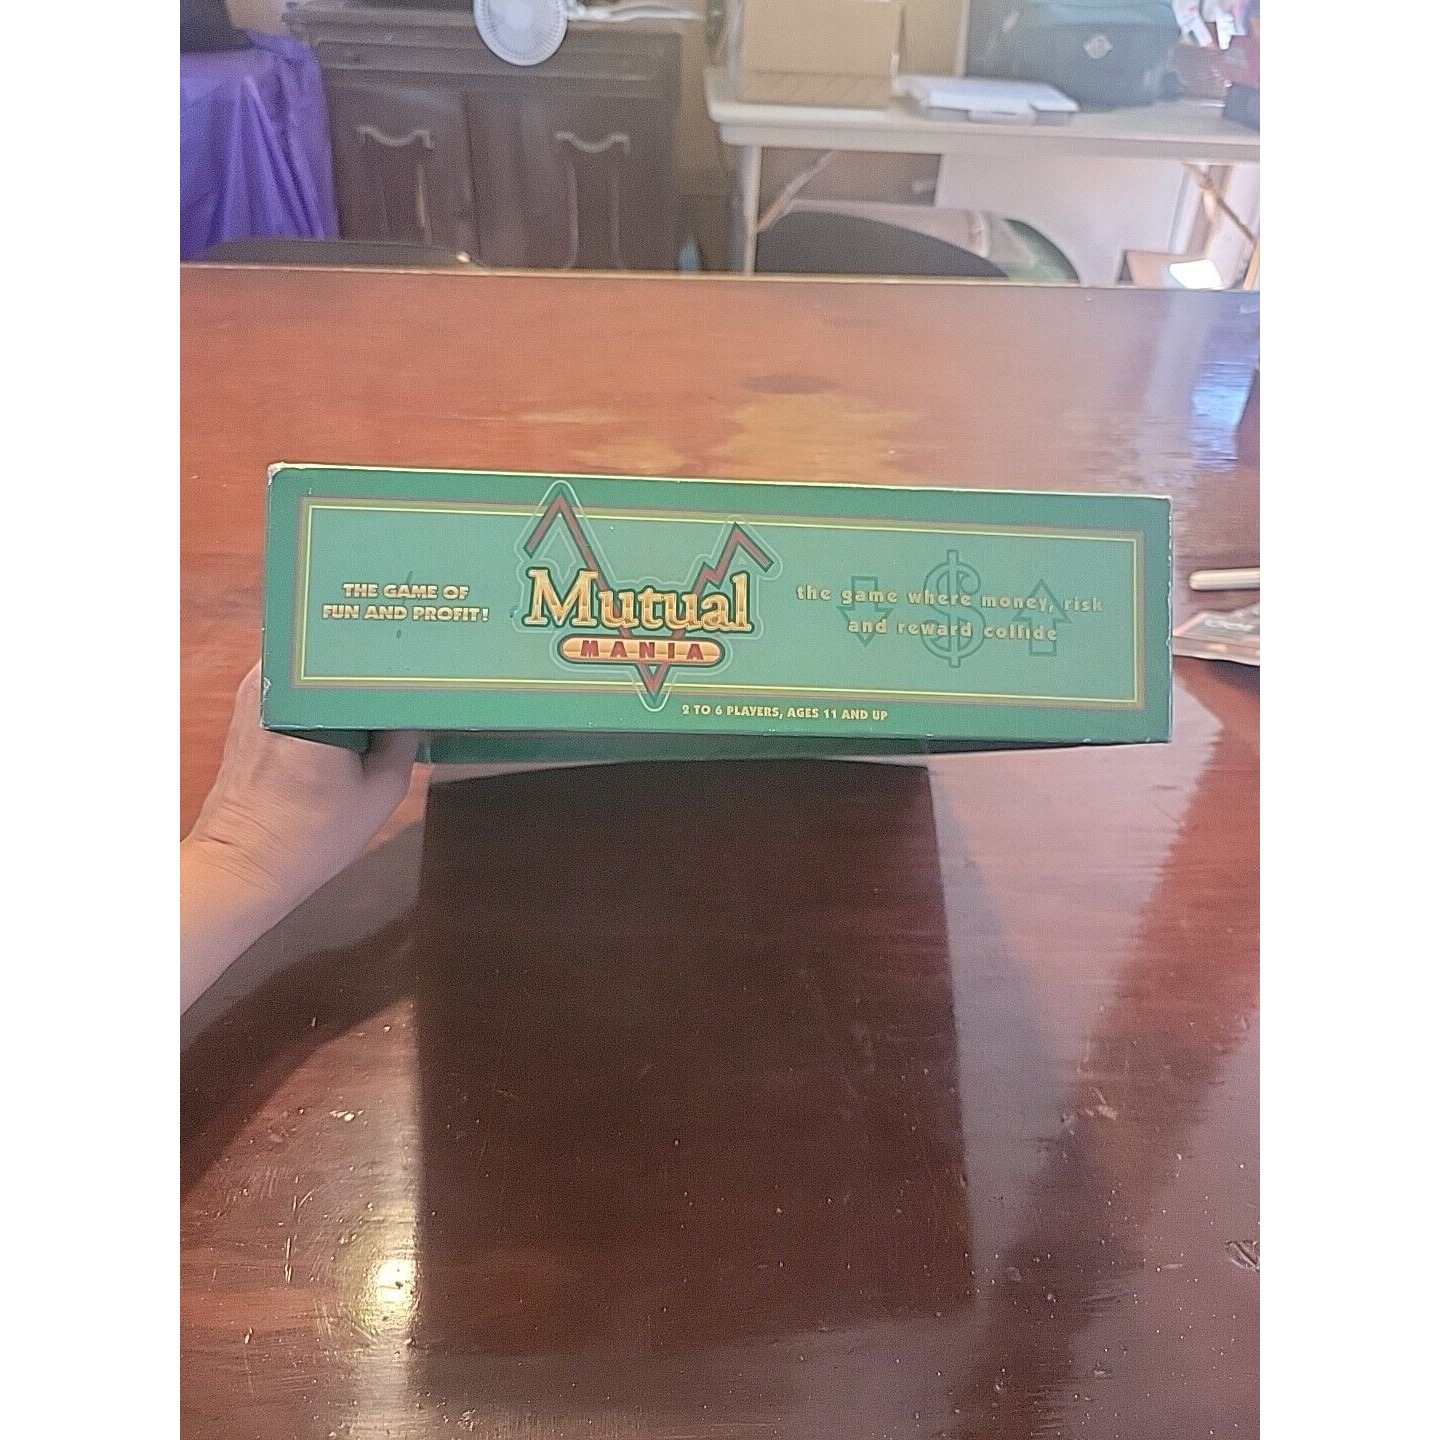 THE GAME OF
FUN AND PROFIT!
Mutual
MANIA
the game where money, risk
and reward collide
2 TO 6 PLAYERS, AGES 11 AND UP